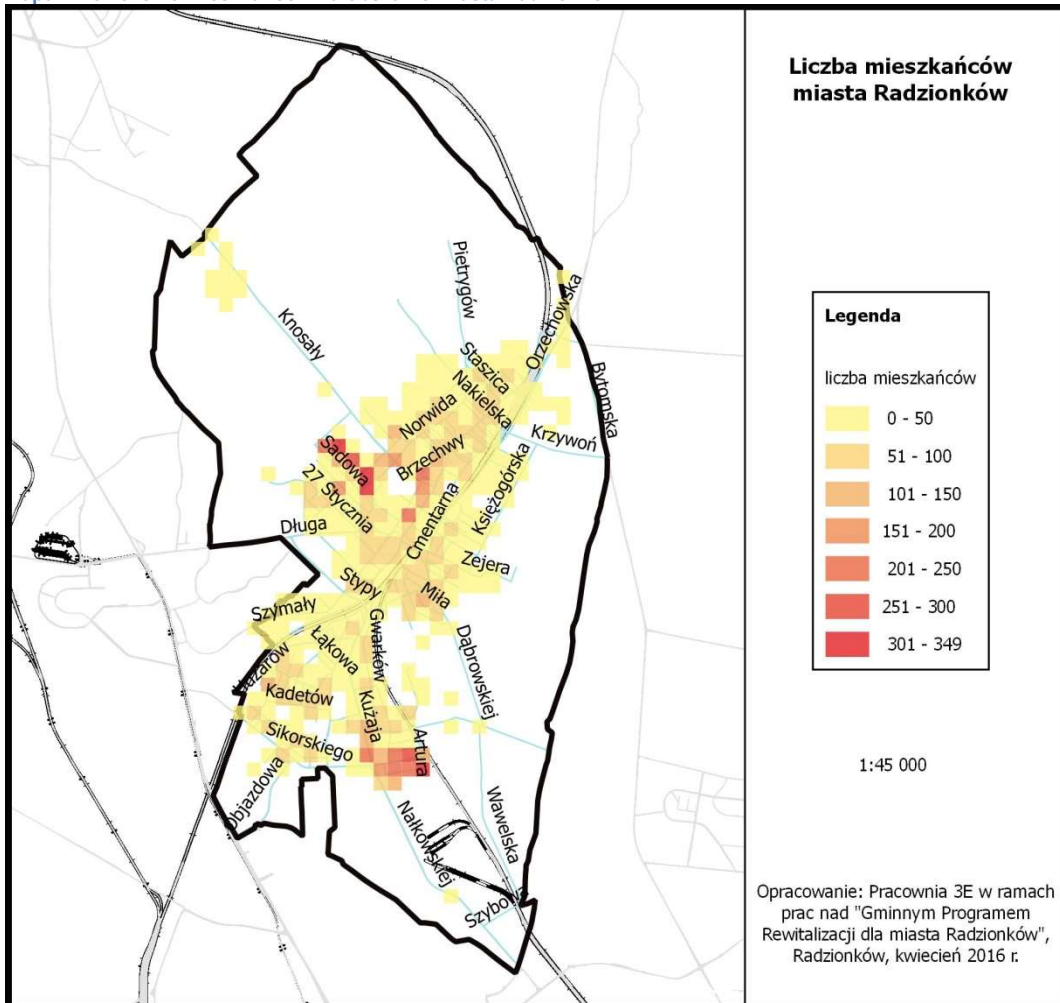 Liczba mieszkańców
miasta Radzionków
Legenda
liczba mieszkańców
0 - 50
51 - 100
101 - 150
151 - 200
201 - 250
251 - 300
301 - 349
1:45 000
Opracowanie: Pracownia 3E w ramach
prac nad "Gminnym Programem
Rewitalizacji dla miasta Radzionków",
Radzionków, kwiecień 2016 r.
Pietrygów
Orzechowska
Knosały
Staszica
Nakielska
Bytomska
Norwida
Krzywoń
Brzechwy
Sadowa
Księżogórska
27 Stycznia
Cmentarna
Długa
Zejera
Stypy
Miła
Szymały
Gwarków
Łąkowa
Dąbrowskiej
Kadetów
Kużaja
Artura
Sikorskiego
Objazdowa
Wawelska
Nałkowskiej